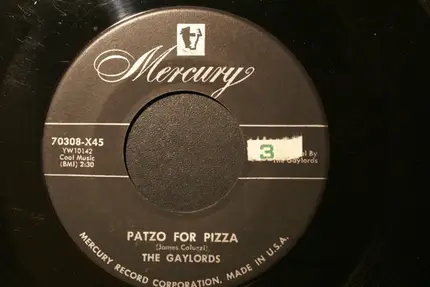 Mercury
70308-X45
YW10142
Cool Music
(BMI) 2:30
3
By
The Gaylords
PATZO FOR PIZZA
(James Coluzzi)
THE GAYLORDS
MERCURY RECORD CORPORATION, MADE IN U.S.A.